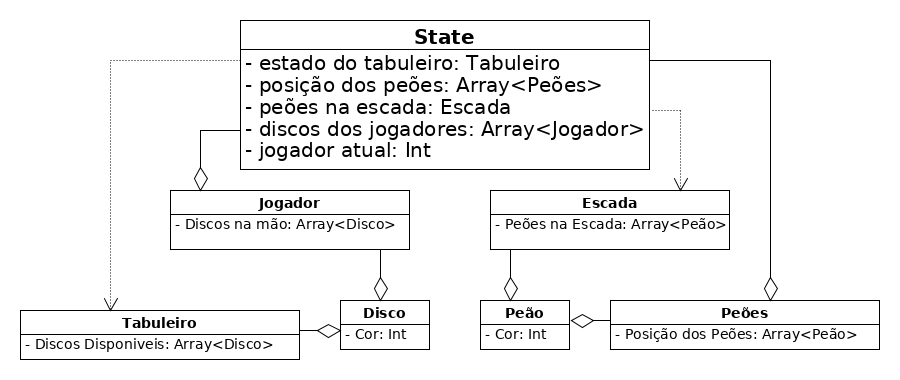 State
- estado do tabuleiro: Tabuleiro
- posição dos peões: Array<Peões>
- peões na escada: Escada
- discos dos jogadores: Array<Jogador>
- jogador atual: Int
Jogador
- Discos na mão: Array<Disco>
Escada
- Peões na Escada: Array<Peão>
Tabuleiro
- Discos Disponiveis: Array<Disco>
Disco
- Cor: Int
Peão
- Cor: Int
Peões
- Posição dos Peões: Array<Peão>